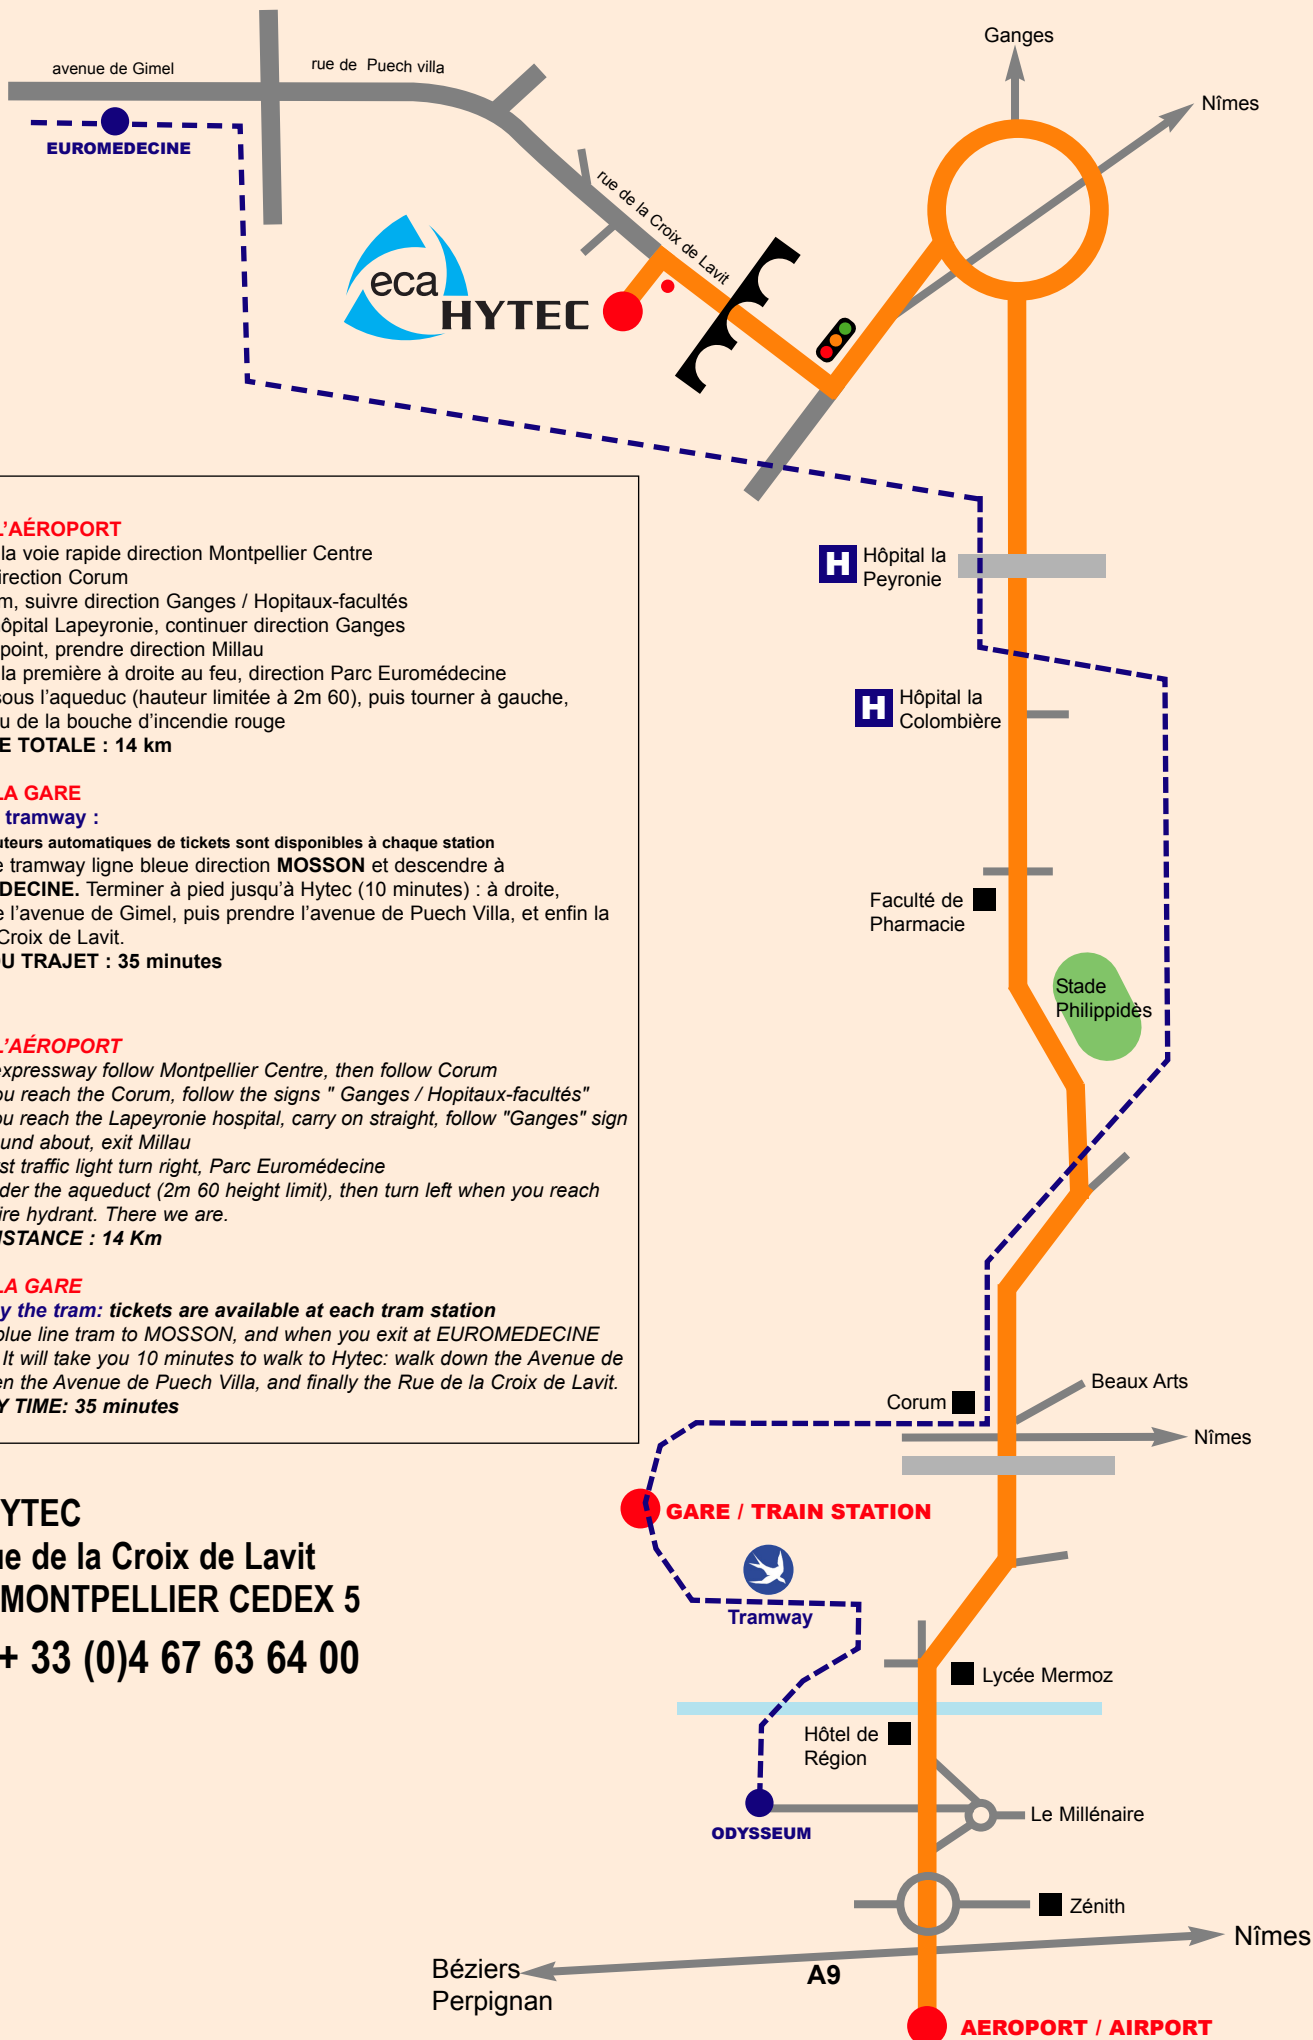 Ganges
avenue de Gimel
rue de Puech villa
Nîmes
EUROMEDECINE
rue de la Croix de Lavit
eca
HYTEC
L'AÉROPORT
la voie rapide direction Montpellier Centre
direction Corum
m, suivre direction Ganges / Hopitaux-facultés
ôpital Lapeyronie, continuer direction Ganges
point, prendre direction Millau
la première à droite au feu, direction Parc Euromédecine
sous l'aqueduc (hauteur limitée à 2m 60), puis tourner à gauche,
u de la bouche d'incendie rouge
E TOTALE : 14 km
LA GARE
tramway :
uteurs automatiques de tickets sont disponibles à chaque station
e tramway ligne bleue direction MOSSON et descendre à
DECINE. Terminer à pied jusqu'à Hytec (10 minutes) : à droite,
e l'avenue de Gimel, puis prendre l'avenue de Puech Villa, et enfin la
Croix de Lavit.
DU TRAJET : 35 minutes
L'AÉROPORT
expressway follow Montpellier Centre, then follow Corum
ou reach the Corum, follow the signs " Ganges / Hopitaux-facultés"
ou reach the Lapeyronie hospital, carry on straight, follow "Ganges" sign
und about, exit Millau
st traffic light turn right, Parc Euromédecine
der the aqueduct (2m 60 height limit), then turn left when you reach
ire hydrant. There we are.
ISTANCE : 14 Km
LA GARE
y the tram: tickets are available at each tram station
blue line tram to MOSSON, and when you exit at EUROMEDECINE
It will take you 10 minutes to walk to Hytec: walk down the Avenue de
en the Avenue de Puech Villa, and finally the Rue de la Croix de Lavit.
Y TIME: 35 minutes
YTEC
ue de la Croix de Lavit
MONTPELLIER CEDEX 5
+ 33 (0)4 67 63 64 00
H
Hôpital la
Peyronie
H
Hôpital la
Colombière
Faculté de
Pharmacie
Stade
Philippidès
Beaux Arts
Corum
Nîmes
GARE / TRAIN STATION
Tramway
Lycée Mermoz
Hôtel de
Région
Le Millénaire
ODYSSEUM
Zénith
Nîmes
Béziers
Perpignan
A9
AEROPORT / AIRPORT